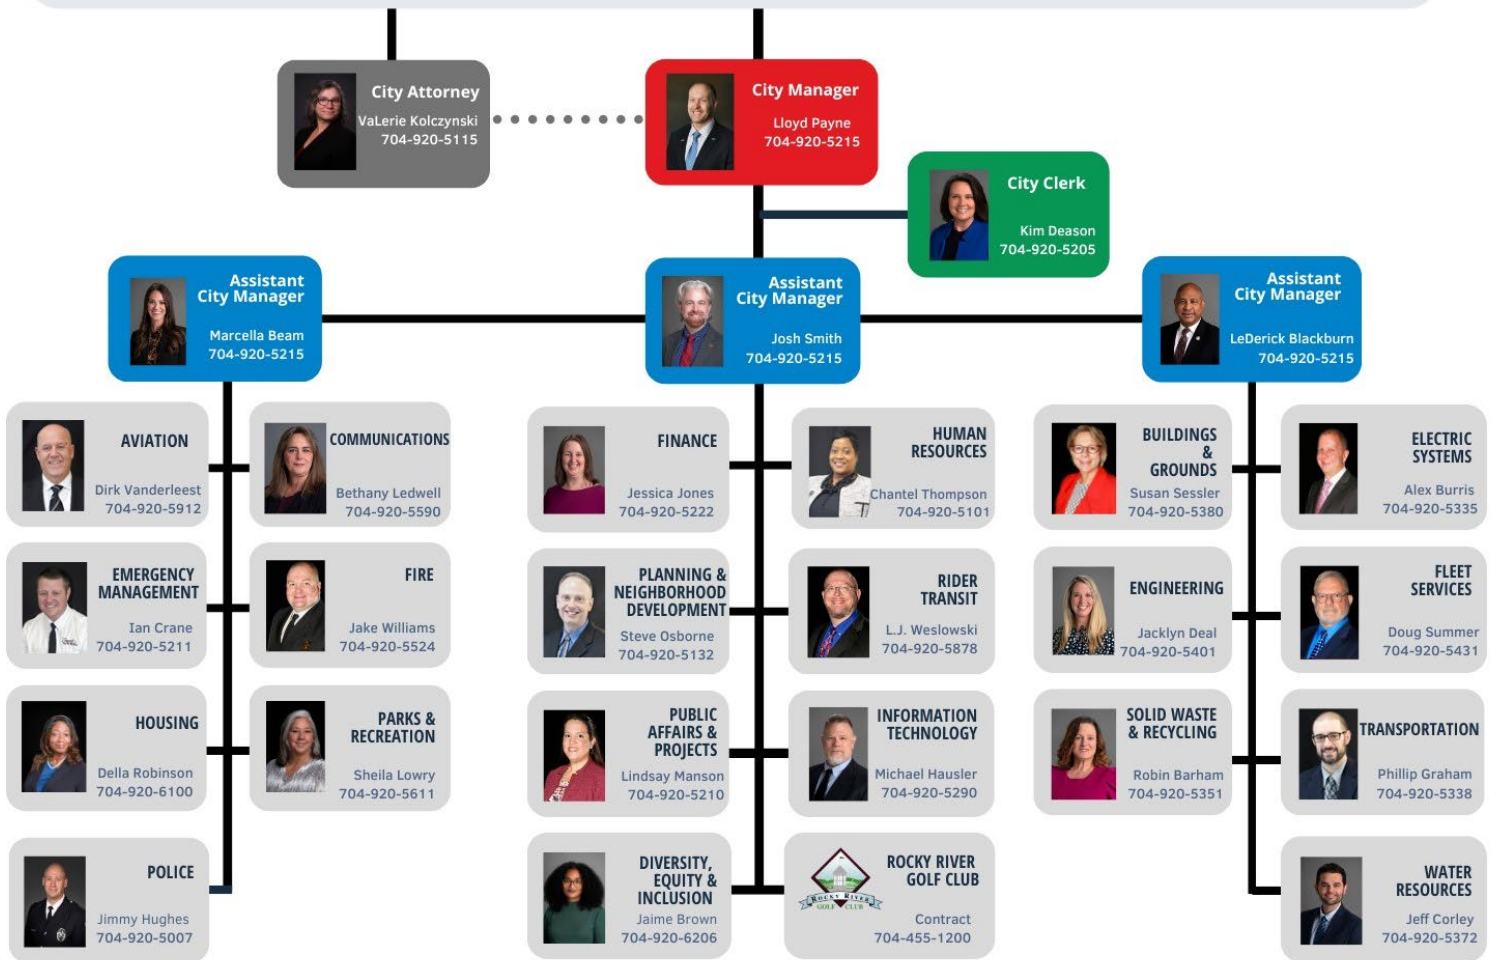 City Attorney
VaLerie Kolczynski
704-920-5115
City Manager
Lloyd Payne
704-920-5215
City Clerk
Kim Deason
704-920-5205
Assistant
City Manager
Marcella Beam
704-920-5215
Assistant
City Manager
Josh Smith
704-920-5215
Assistant
City Manager
LeDerick Blackburn
704-920-5215
AVIATION
Dirk Vanderleest
704-920-5912
COMMUNICATIONS
Bethany Ledwell
704-920-5590
EMERGENCY
MANAGEMENT
Ian Crane
704-920-5211
FIRE
Jake Williams
704-920-5524
HOUSING
Della Robinson
704-920-6100
PARKS &
RECREATION
Sheila Lowry
704-920-5611
POLICE
Jimmy Hughes
704-920-5007
FINANCE
Jessica Jones
704-920-5222
HUMAN
RESOURCES
Chantel Thompson
704-920-5101
PLANNING &
NEIGHBORHOOD
DEVELOPMENT
Steve Osborne
704-920-5132
RIDER
TRANSIT
L.J. Weslowski
704-920-5878
PUBLIC
AFFAIRS &
PROJECTS
Lindsay Manson
704-920-5210
INFORMATION
TECHNOLOGY
Michael Hausler
704-920-5290
DIVERSITY,
EQUITY &
INCLUSION
Jaime Brown
704-920-6206
ROCKY RIVER
GOLF CLUB
ROCKY RIVER
GOLF CLUB
Contract
704-455-1200
BUILDINGS
&
GROUNDS
Susan Sessler
704-920-5380
ELECTRIC
SYSTEMS
Alex Burris
704-920-5335
ENGINEERING
Jacklyn Deal
704-920-5401
FLEET
SERVICES
Doug Summer
704-920-5431
SOLID WASTE
& RECYCLING
Robin Barham
704-920-5351
TRANSPORTATION
Phillip Graham
704-920-5338
WATER
RESOURCES
Jeff Corley
704-920-5372